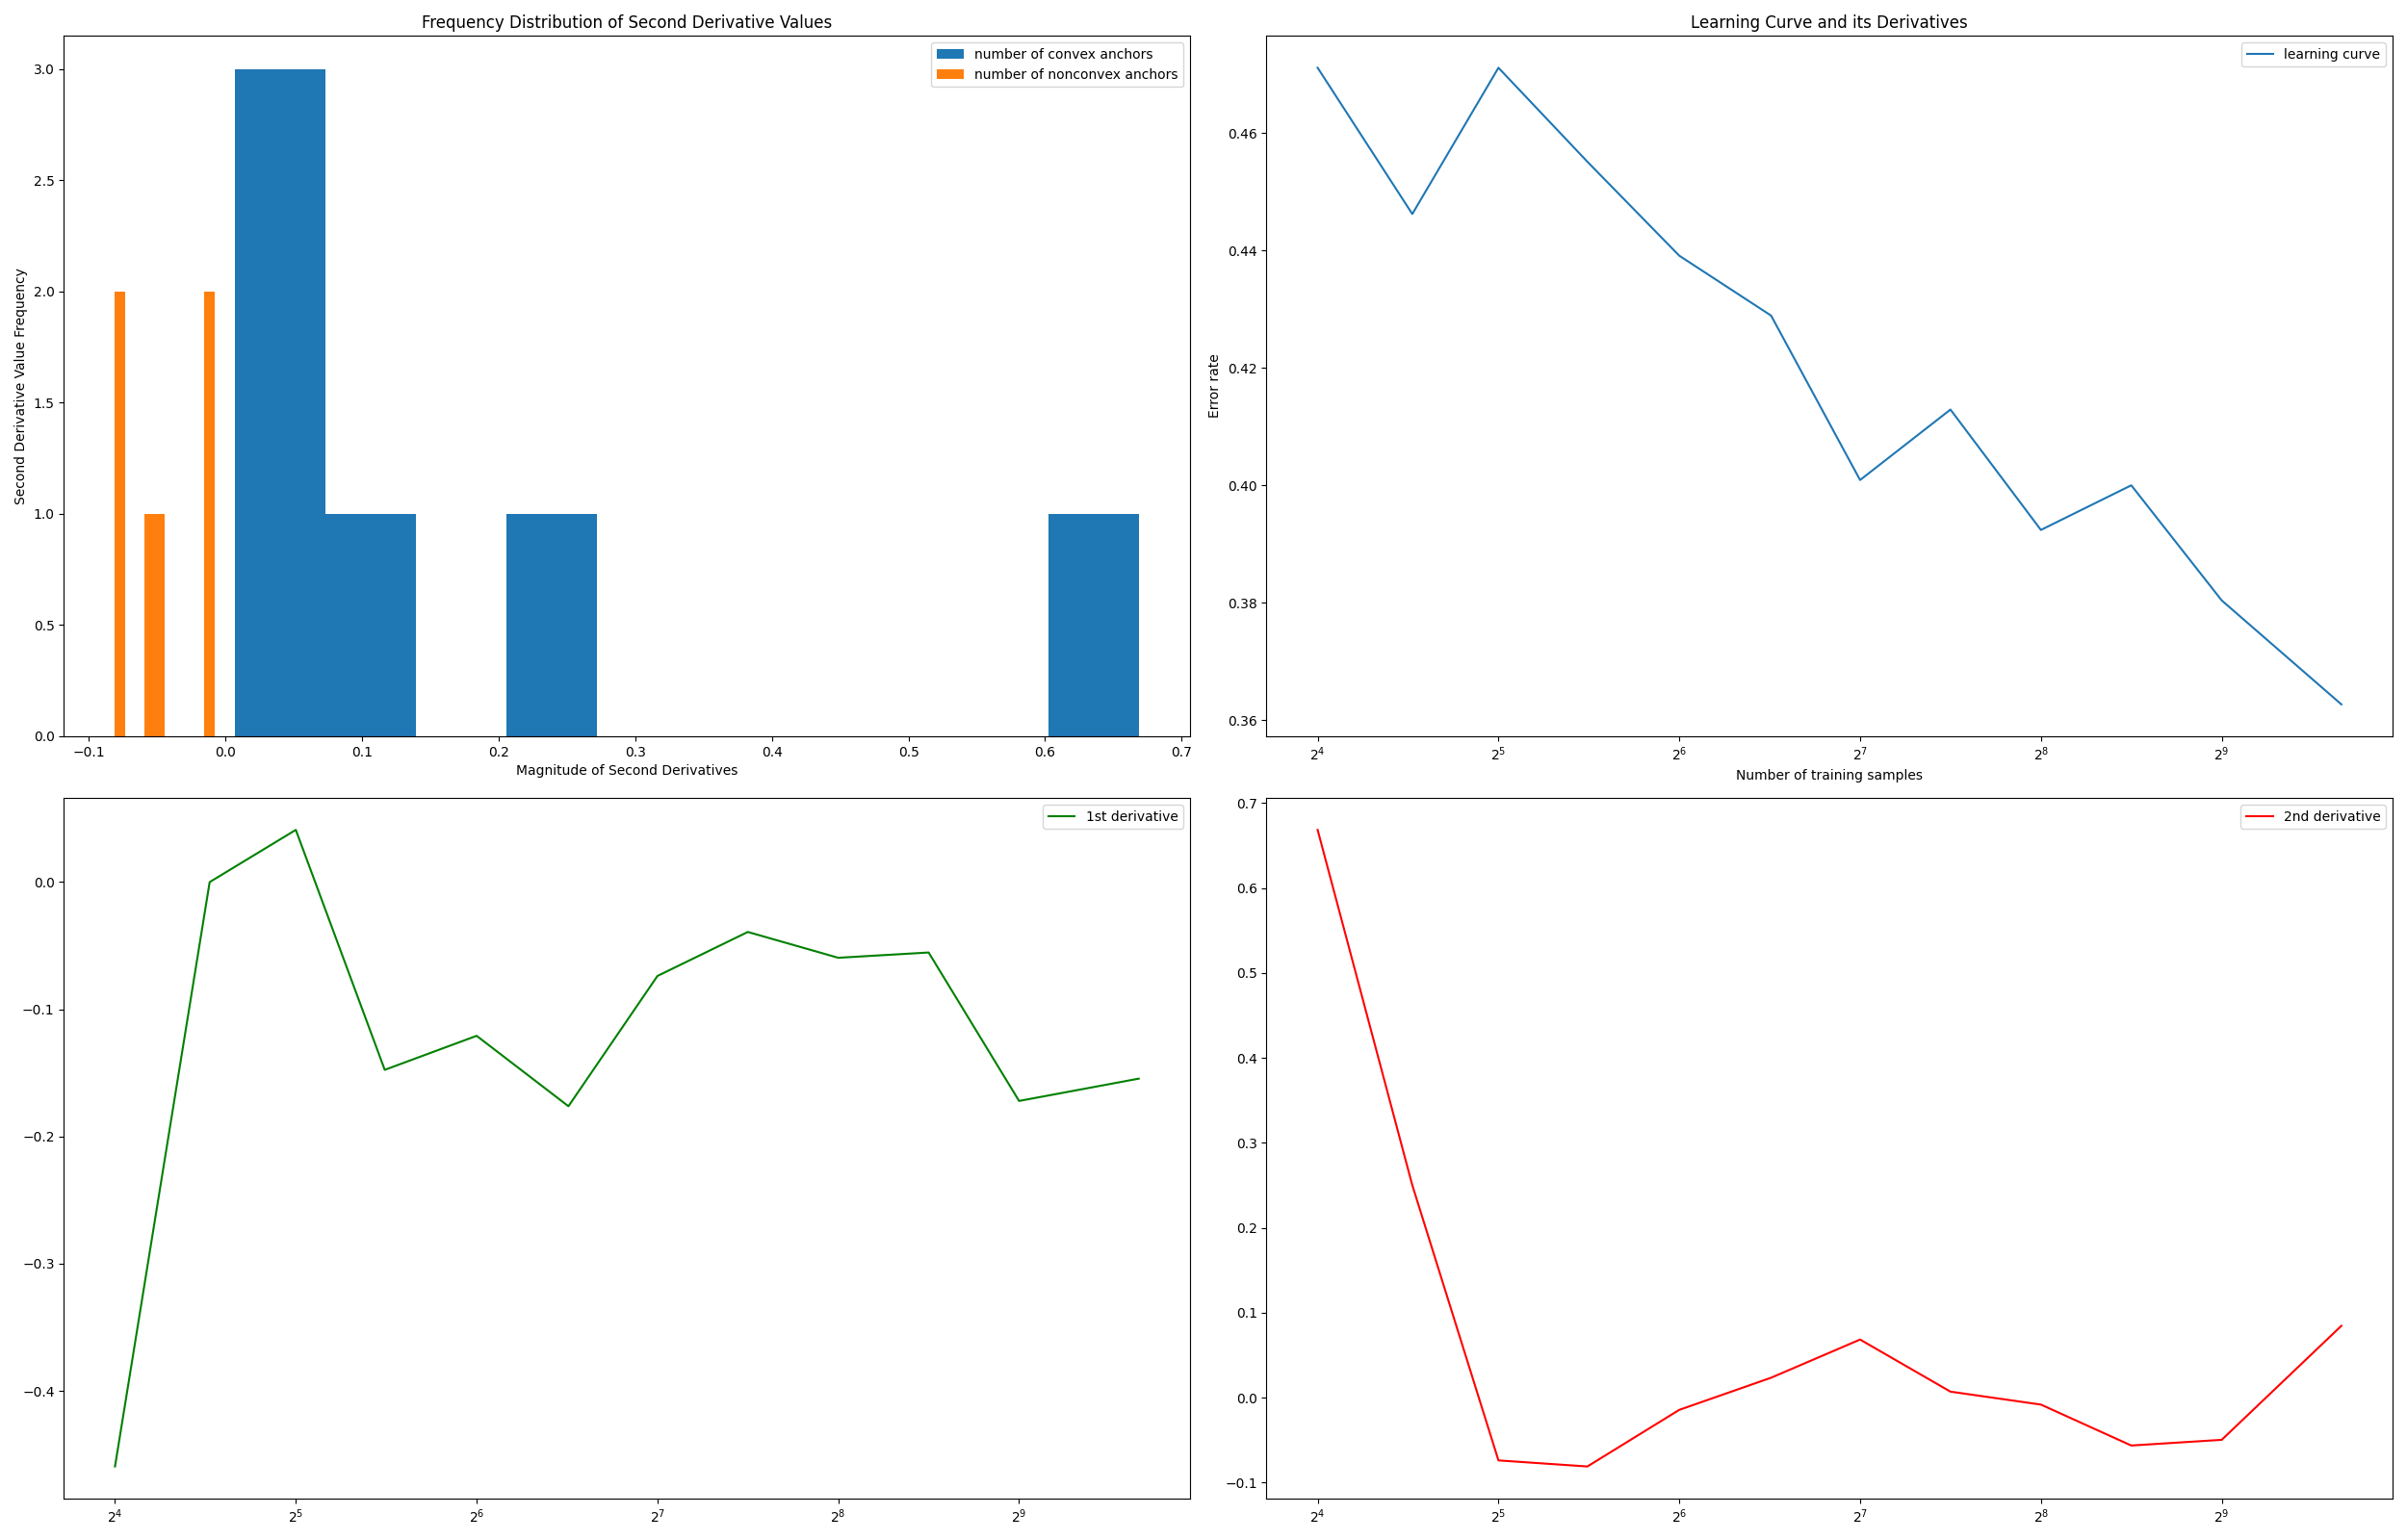 Frequency Distribution of Second Derivative Values
number of convex anchors
number of nonconvex anchors
Second Derivative Value Frequency
3.0
2.5
2.0
1.5
1.0
0.5
0.0
−0.1 0.0 0.1 0.2 0.3 0.4 0.5 0.6 0.7
Magnitude of Second Derivatives
Learning Curve and its Derivatives
learning curve
Error rate
0.46
0.44
0.42
0.40
0.38
0.36
2⁴ 2⁵ 2⁶ 2⁷ 2⁸ 2⁹
Number of training samples
1st derivative
0.0
−0.1
−0.2
−0.3
−0.4
2⁴ 2⁵ 2⁶ 2⁷ 2⁸ 2⁹
2nd derivative
0.7
0.6
0.5
0.4
0.3
0.2
0.1
0.0
−0.1
2⁴ 2⁵ 2⁶ 2⁷ 2⁸ 2⁹